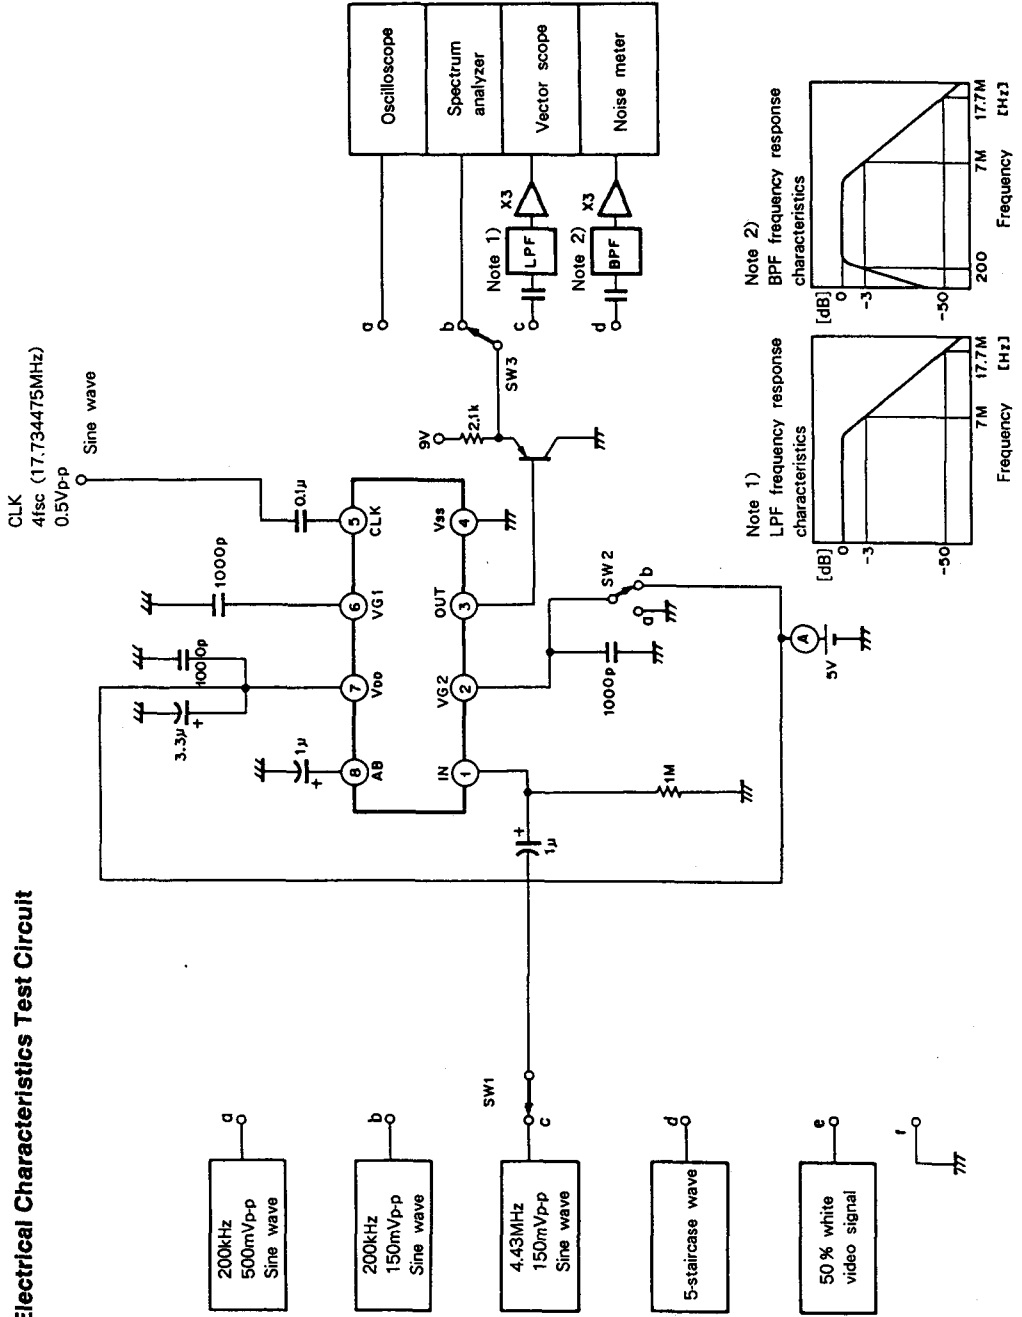 Electrical Characteristics Test Circuit
200kHz
500mVp-p
Sine wave
a
200kHz
150mVp-p
Sine wave
b
4.43MHz
150mVp-p
Sine wave
c
SW1
5-staircase wave
d
50% white
video signal
e
f
1μ
+
1M
3.3μ
+
1000p
1μ
+
1000p
0.1μ
CLK
4fsc (17.734475MHz)
0.5Vp-p
Sine wave
8
7
6
5
AB
VDD
VG1
CLK
IN
VG2
OUT
Vss
1
2
3
4
1000p
SW2
a
b
A
5V
9V
2.1k
SW3
a
b
c
d
Note 1)
LPF
X3
Note 2)
BPF
X3
Oscilloscope
Spectrum
analyzer
Vector scope
Noise meter
Note 1)
LPF frequency response
characteristics
[dB]
0
-3
-50
7M
17.7M
[Hz]
Frequency
Note 2)
BPF frequency response
characteristics
[dB]
0
-3
-50
200
7M
17.7M
[Hz]
Frequency